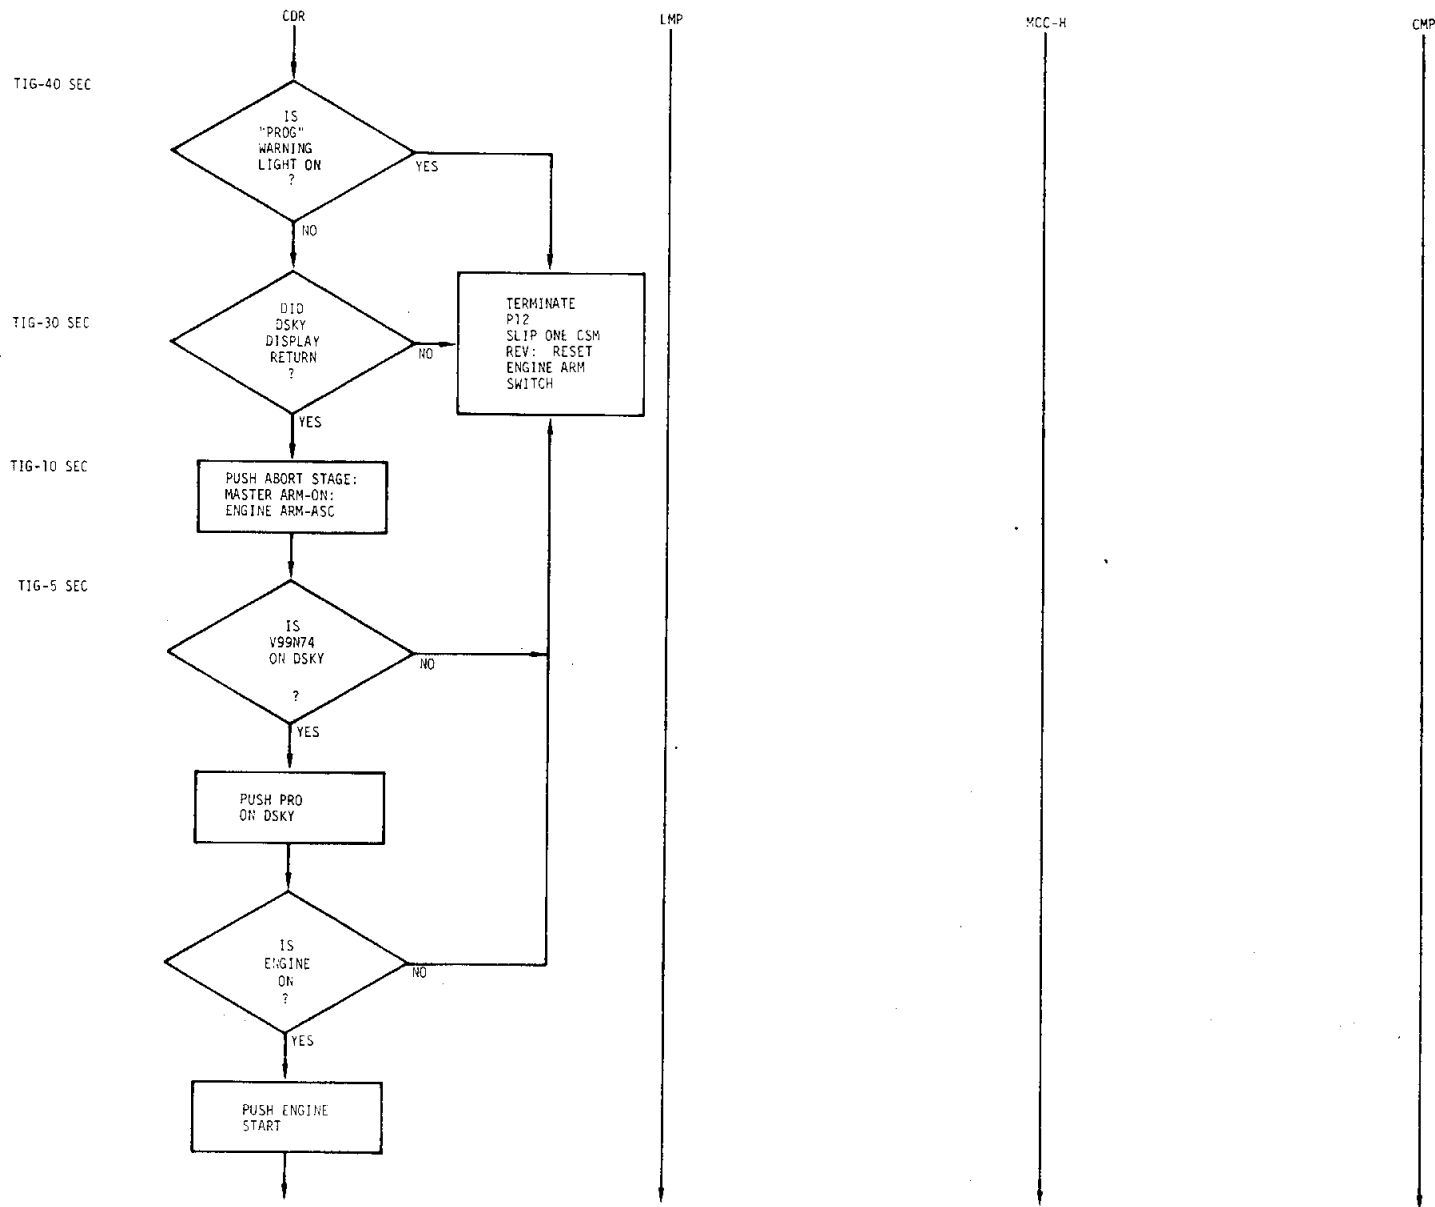 CDR
LMP
MCC-H
CMP
TIG-40 SEC
IS
"PROG"
WARNING
LIGHT ON
?
YES
NO
TIG-30 SEC
DID
DSKY
DISPLAY
RETURN
?
NO
YES
TERMINATE
P12
SLIP ONE CSM
REV: RESET
ENGINE ARM
SWITCH
TIG-10 SEC
PUSH ABORT STAGE:
MASTER ARM-ON:
ENGINE ARM-ASC
TIG-5 SEC
IS
V99N74
ON DSKY
?
NO
YES
PUSH PRO
ON DSKY
IS
ENGINE
ON
?
NO
YES
PUSH ENGINE
START